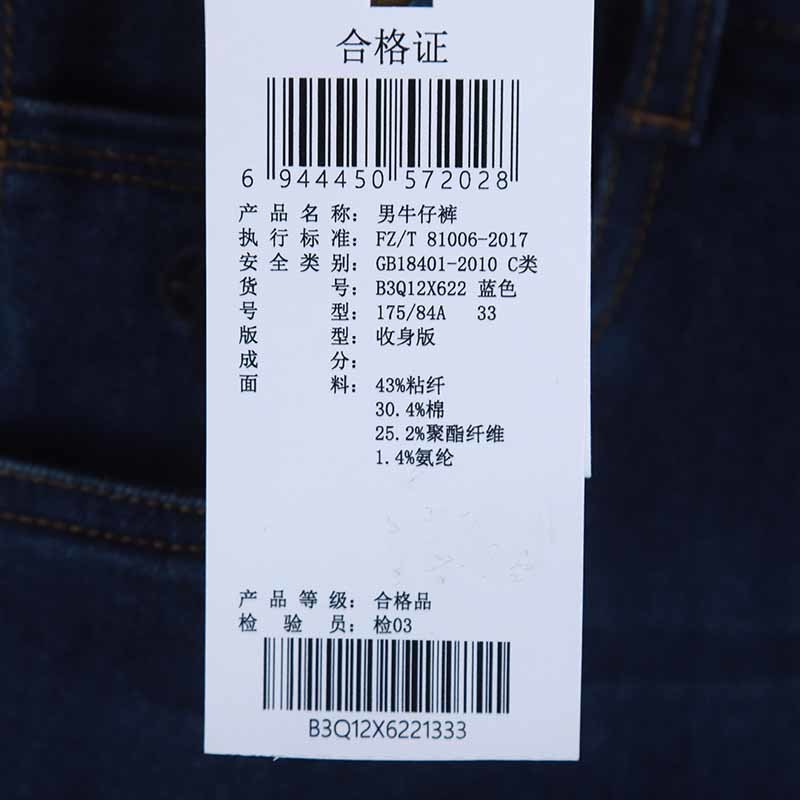 合格证
6 944450 572028
产品名称：男牛仔裤
执行标准：FZ/T 81006-2017
安全类别：GB18401-2010 C类
货号：B3Q12X622 蓝色
号型：175/84A 33
版型：收身版
成分：
面料：43%粘纤
30.4%棉
25.2%聚酯纤维
1.4%氨纶
产品等级：合格品
检验员：检03
B3Q12X6221333